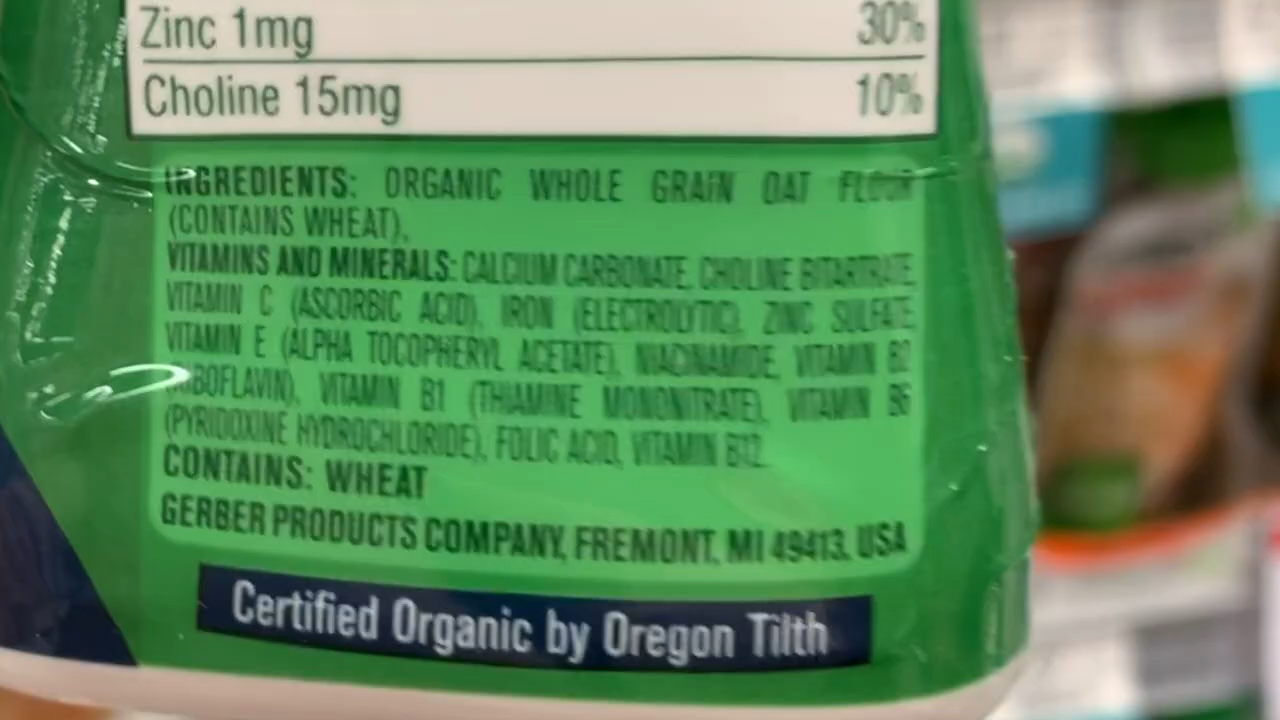 Zinc 1mg 30%
Choline 15mg 10%
INGREDIENTS: ORGANIC WHOLE GRAIN OAT FLOUR
(CONTAINS WHEAT),
VITAMINS AND MINERALS: CALCIUM CARBONATE, CHOLINE BITARTRATE,
VITAMIN C (ASCORBIC ACID), IRON (ELECTROLYTIC), ZINC SULFATE,
VITAMIN E (ALPHA TOCOPHERYL ACETATE), NIACINAMIDE, VITAMIN B2
(RIBOFLAVIN), VITAMIN B1 (THIAMINE MONONITRATE), VITAMIN B6
(PYRIDOXINE HYDROCHLORIDE), FOLIC ACID, VITAMIN B12.
CONTAINS: WHEAT
GERBER PRODUCTS COMPANY, FREMONT, MI 49413, USA
Certified Organic by Oregon Tilth